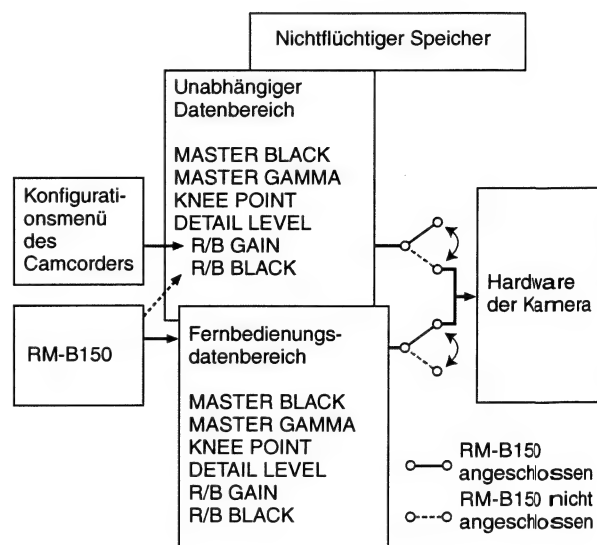 Nichtflüchtiger Speicher
Unabhängiger
Datenbereich
MASTER BLACK
MASTER GAMMA
KNEE POINT
DETAIL LEVEL
R/B GAIN
R/B BLACK
Konfigurati-
onsmenü
des
Camcorders
RM-B150
Fernbedienungs-
datenbereich
MASTER BLACK
MASTER GAMMA
KNEE POINT
DETAIL LEVEL
R/B GAIN
R/B BLACK
Hardware
der Kamera
RM-B150
angeschlossen
RM-B150 nicht
angeschlossen